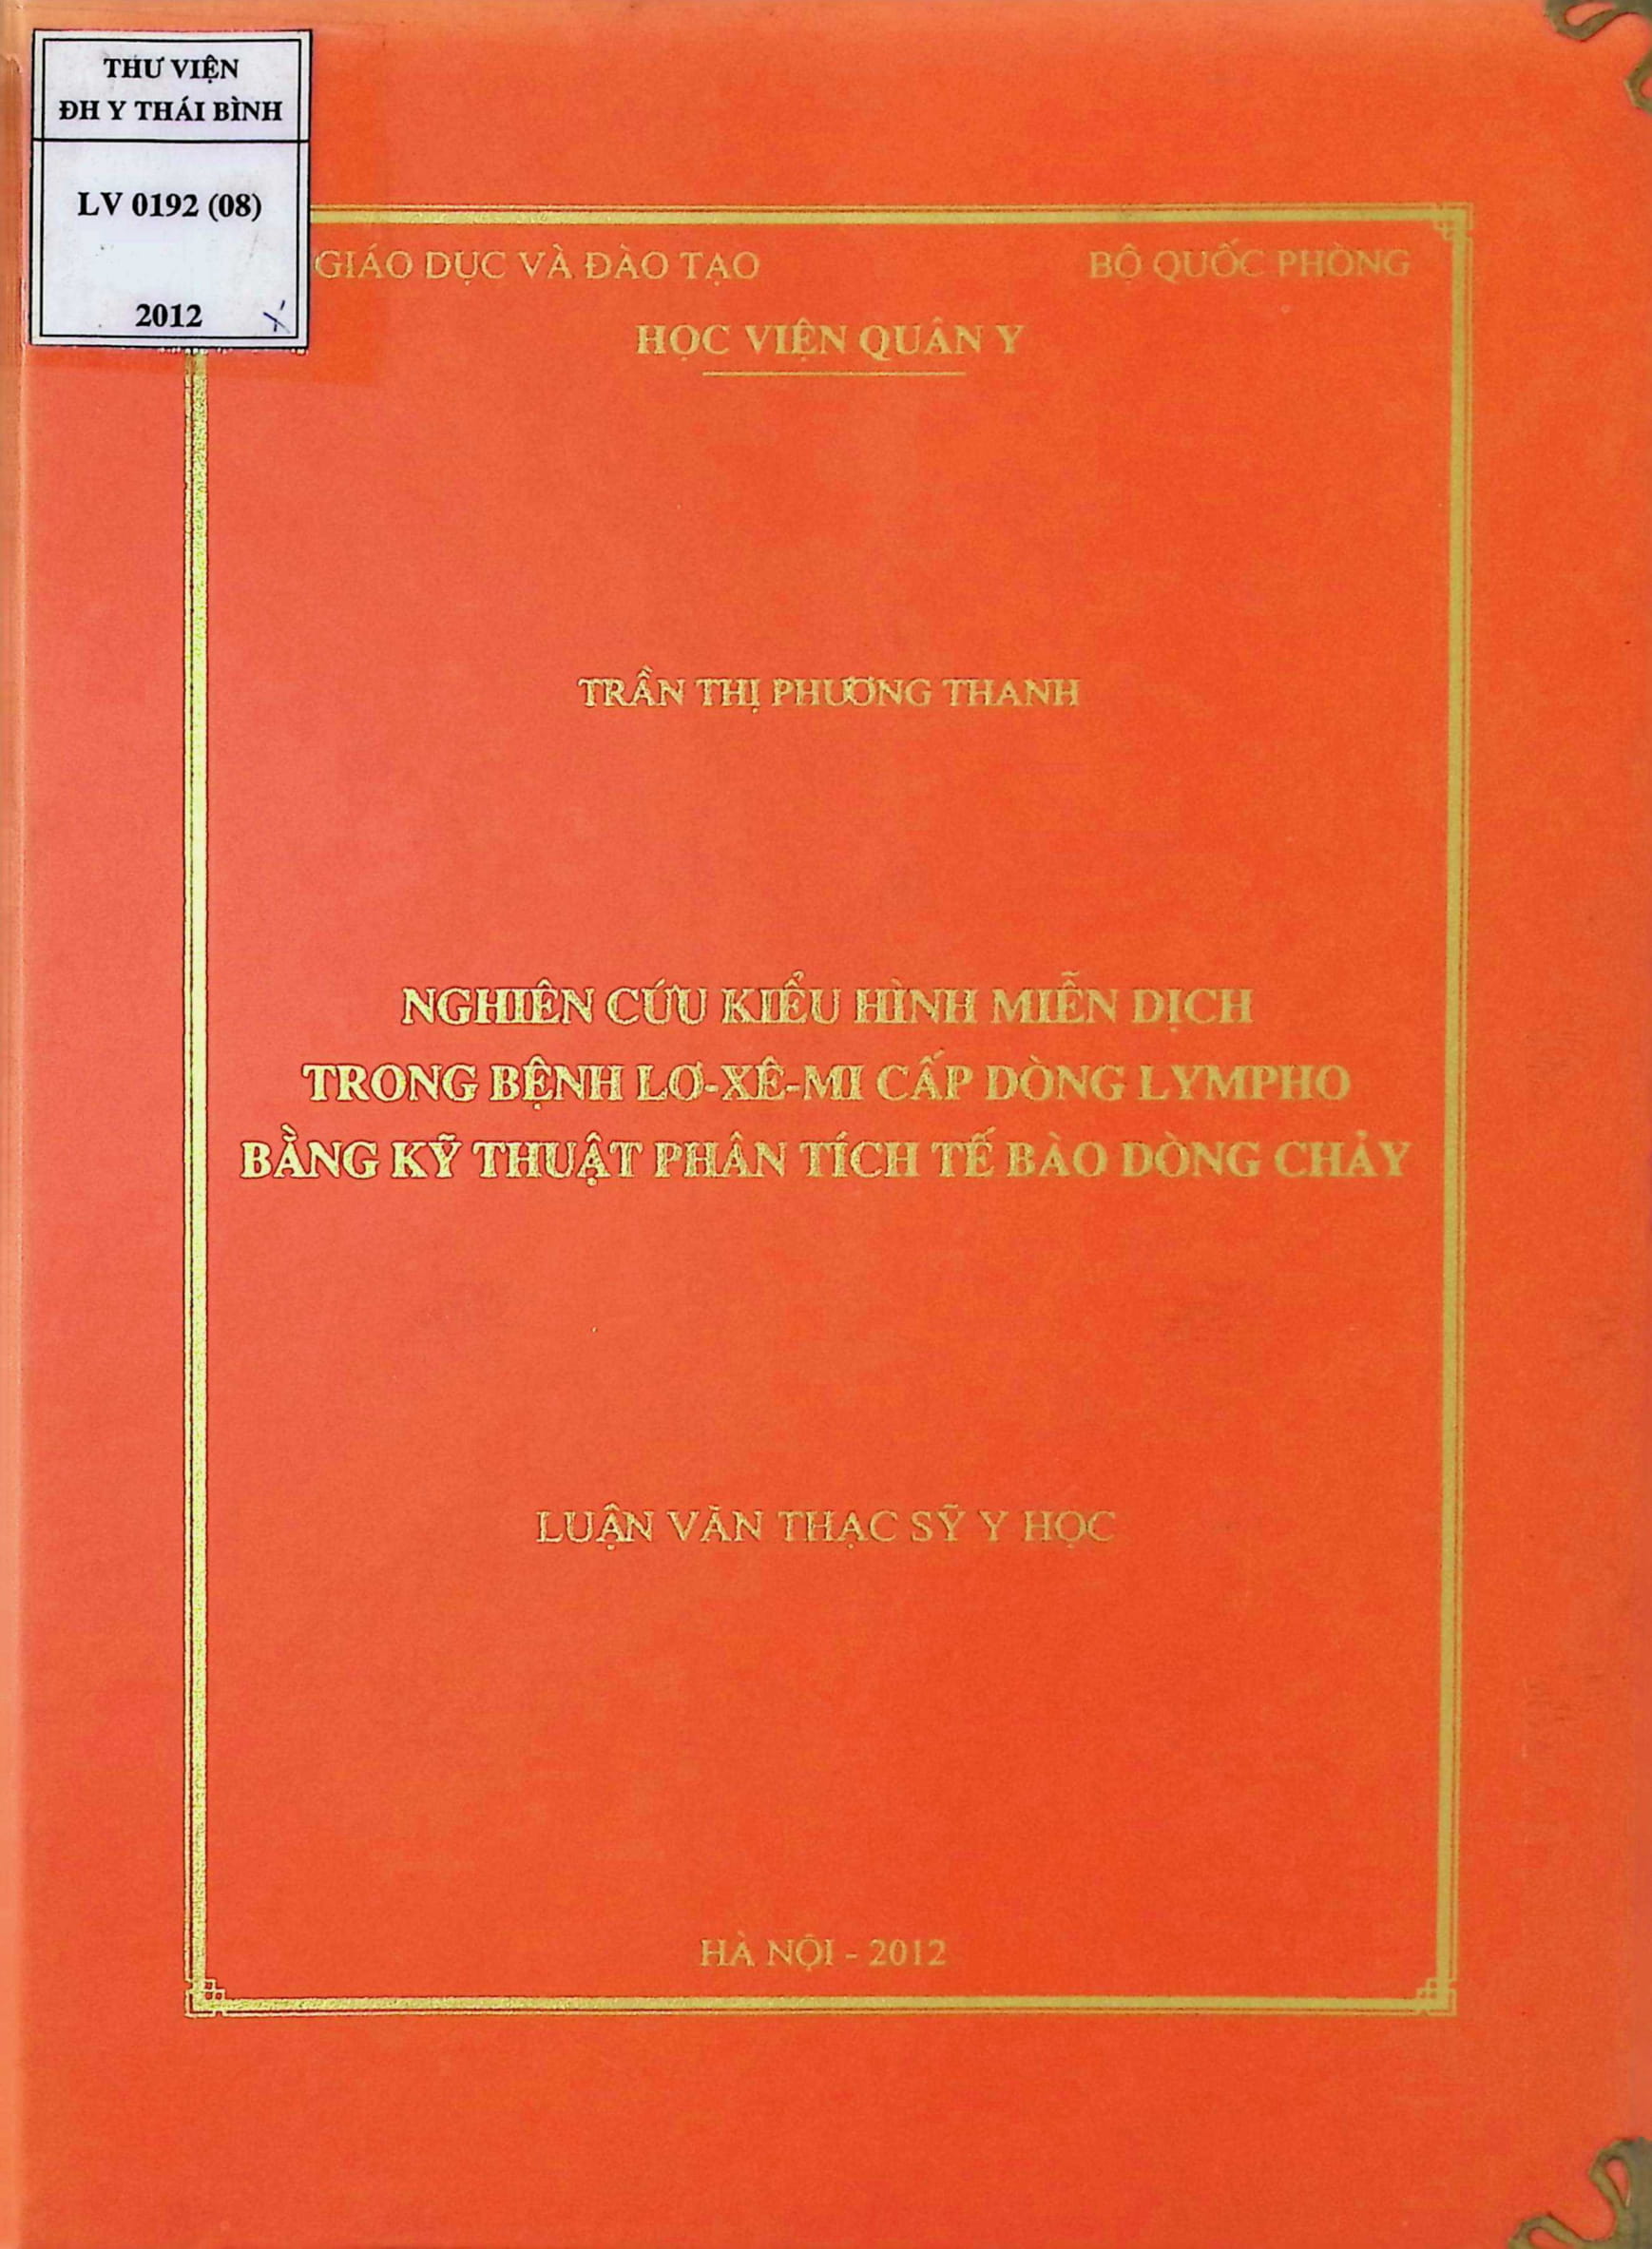 THƯ VIỆN
ĐH Y THÁI BÌNH
LV 0192 (08)
2012
GIÁO DỤC VÀ ĐÀO TẠO BỘ QUỐC PHÒNG
HỌC VIỆN QUÂN Y
TRẦN THỊ PHƯƠNG THANH
NGHIÊN CỨU KIỂU HÌNH MIỄN DỊCH
TRONG BỆNH LƠ-XÊ-MI CẤP DÒNG LYMPHO
BẰNG KỸ THUẬT PHÂN TÍCH TẾ BÀO DÒNG CHẢY
LUẬN VĂN THẠC SỸ Y HỌC
HÀ NỘI - 2012